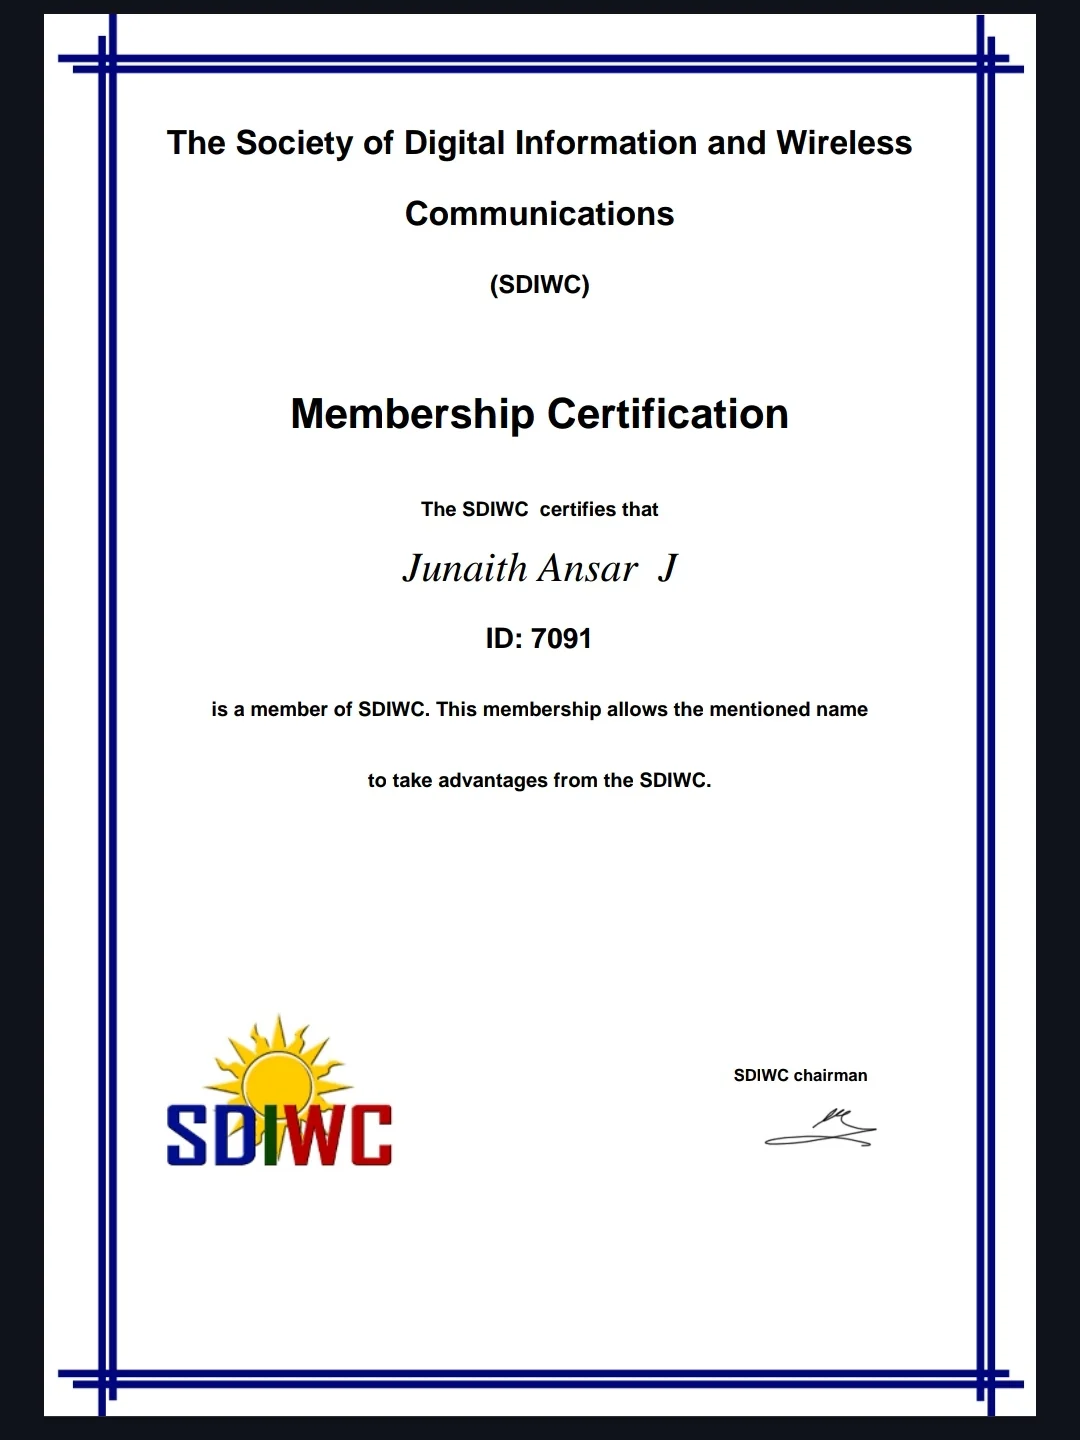 The Society of Digital Information and Wireless
Communications
(SDIWC)
Membership Certification
The SDIWC  certifies that
Junaith Ansar  J
ID: 7091
is a member of SDIWC. This membership allows the mentioned name
to take advantages from the SDIWC.
SDIWC chairman
SDIWC